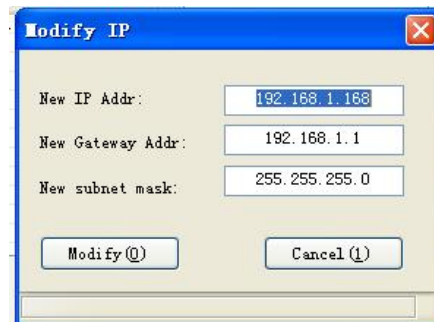 Modify IP
New IP Addr: 192.168.1.168
New Gateway Addr: 192.168.1.1
New subnet mask: 255.255.255.0
Modify(O) Cancel(1)